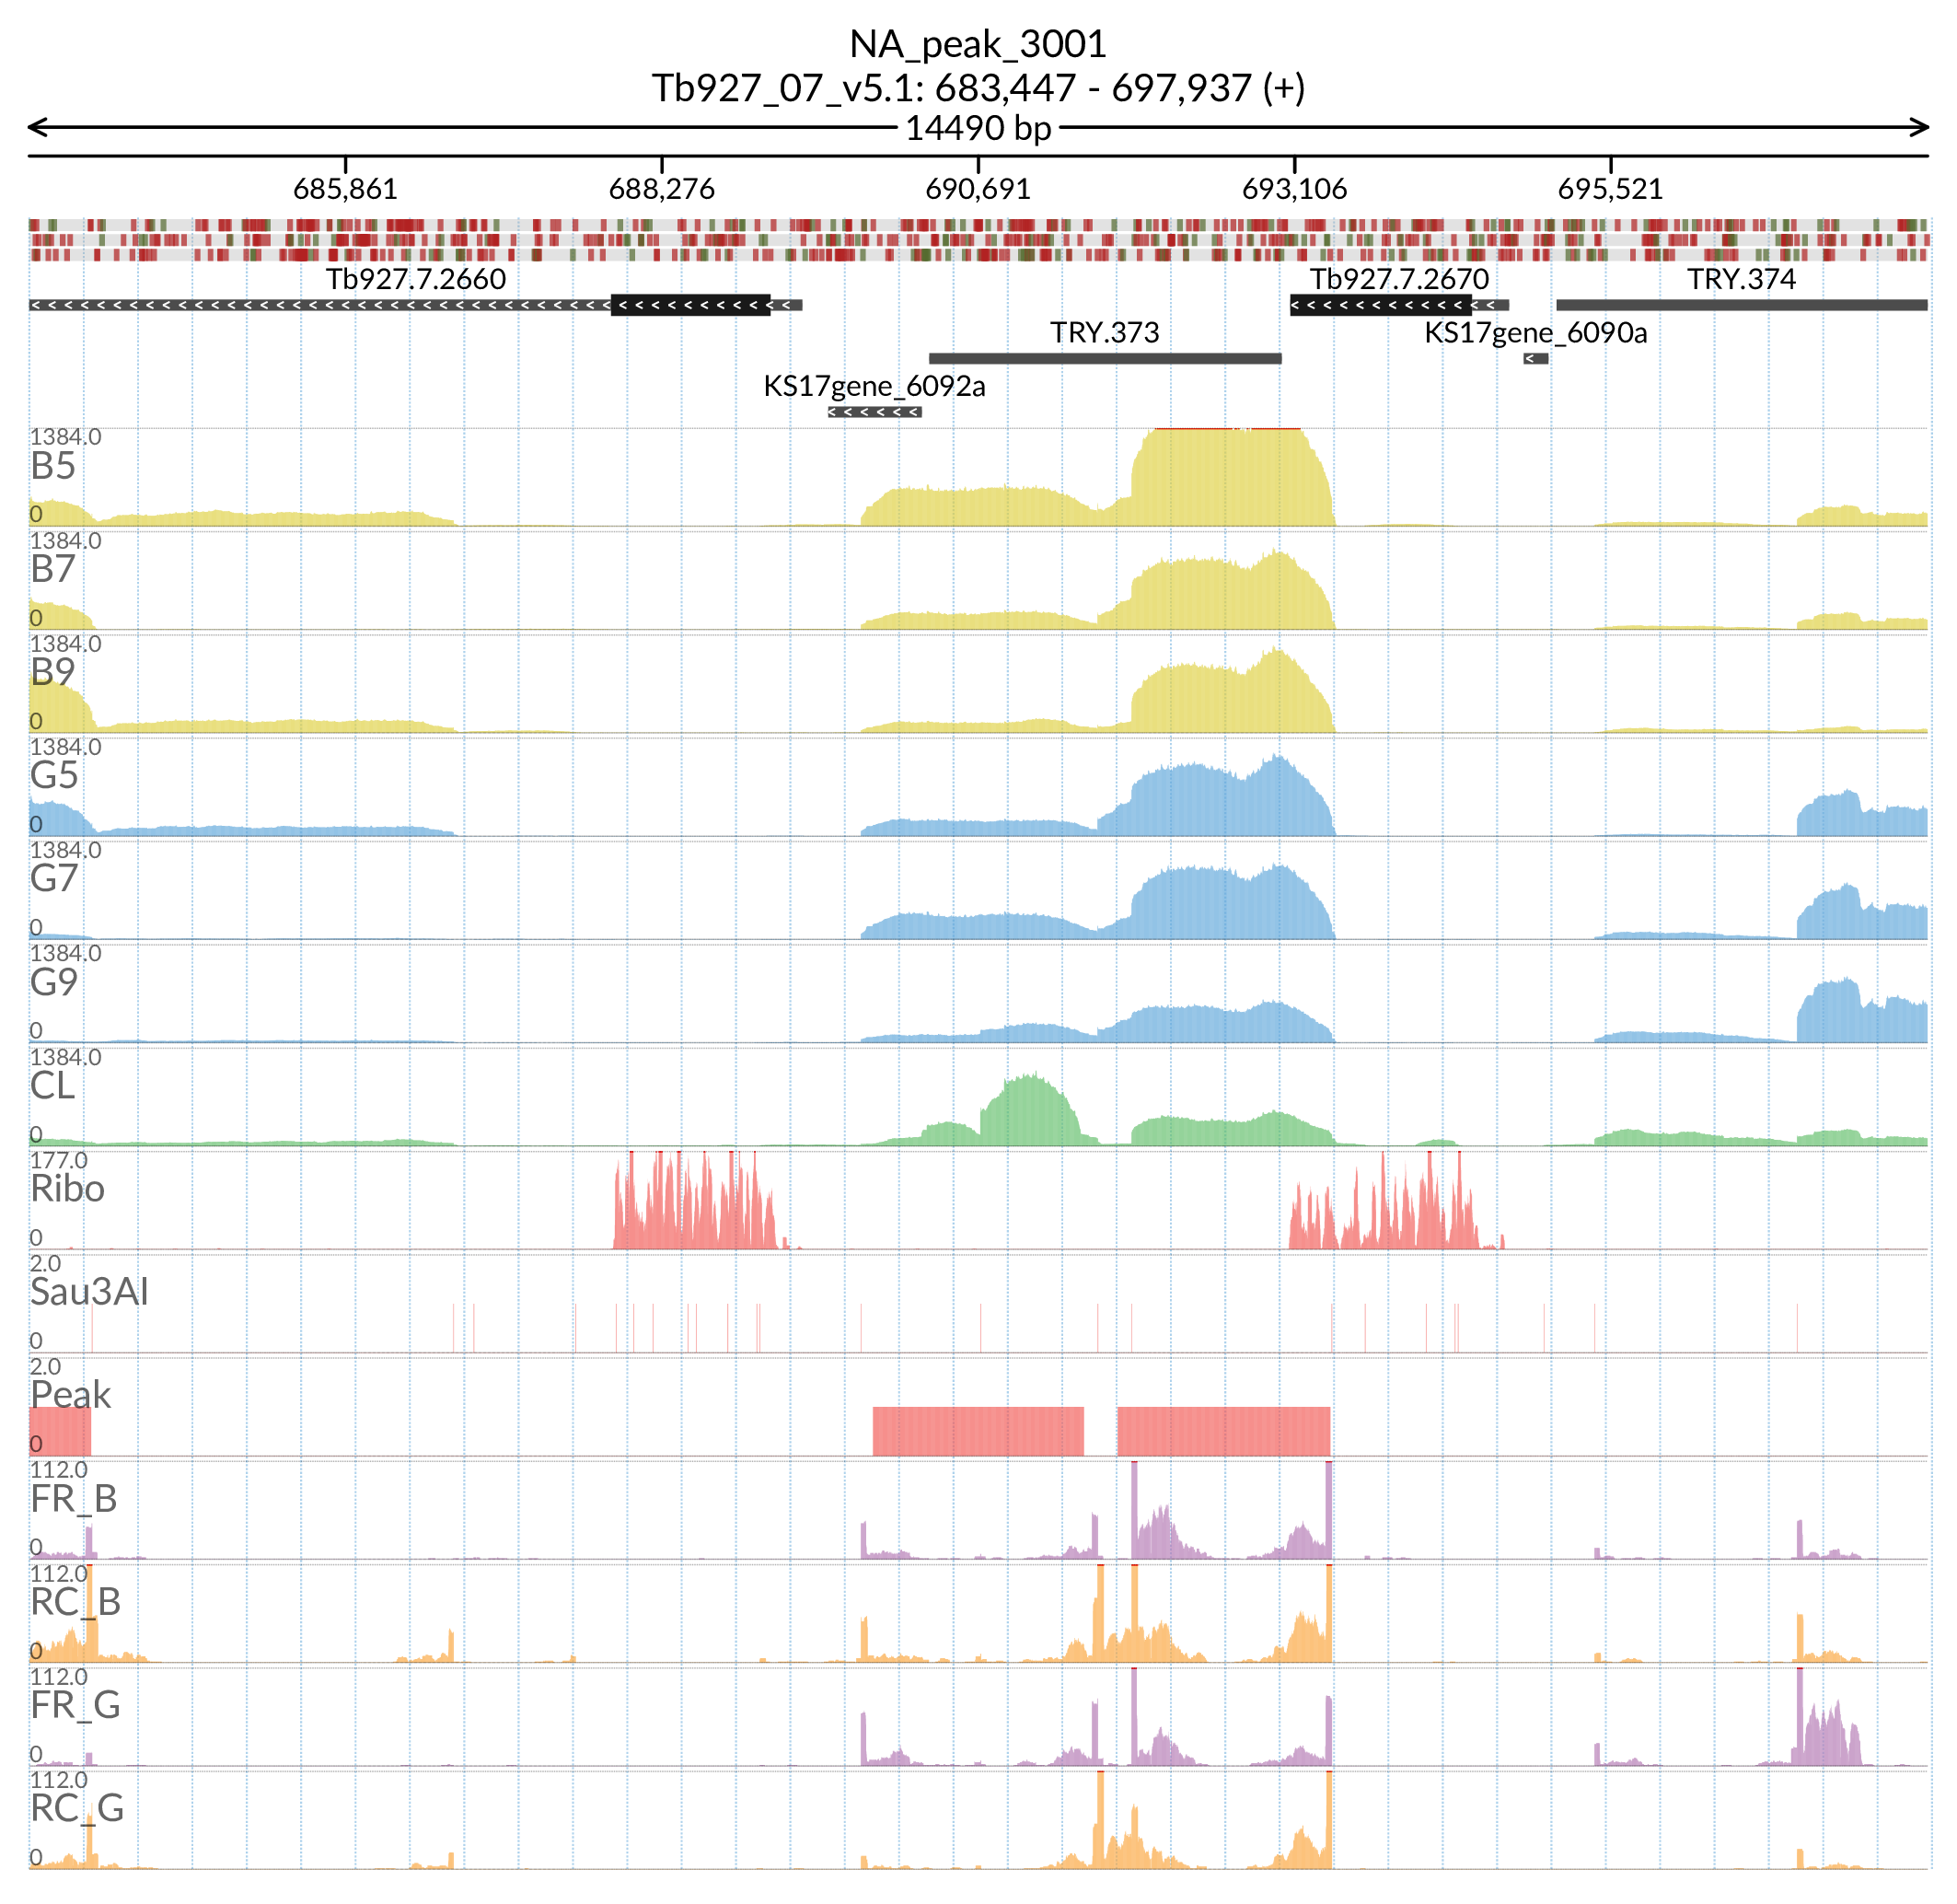 NA_peak_3001
Tb927_07_v5.1: 683,447 - 697,937 (+)
14490 bp
685,861 688,276 690,691 693,106 695,521
Tb927.7.2660 Tb927.7.2670 TRY.374
TRY.373 KS17gene_6090a
KS17gene_6092a
1384.0
B5
0
1384.0
B7
0
1384.0
B9
0
1384.0
G5
0
1384.0
G7
0
1384.0
G9
0
1384.0
CL
0
177.0
Ribo
0
2.0
Sau3AI
0
2.0
Peak
0
112.0
FR_B
0
112.0
RC_B
0
112.0
FR_G
0
112.0
RC_G
0